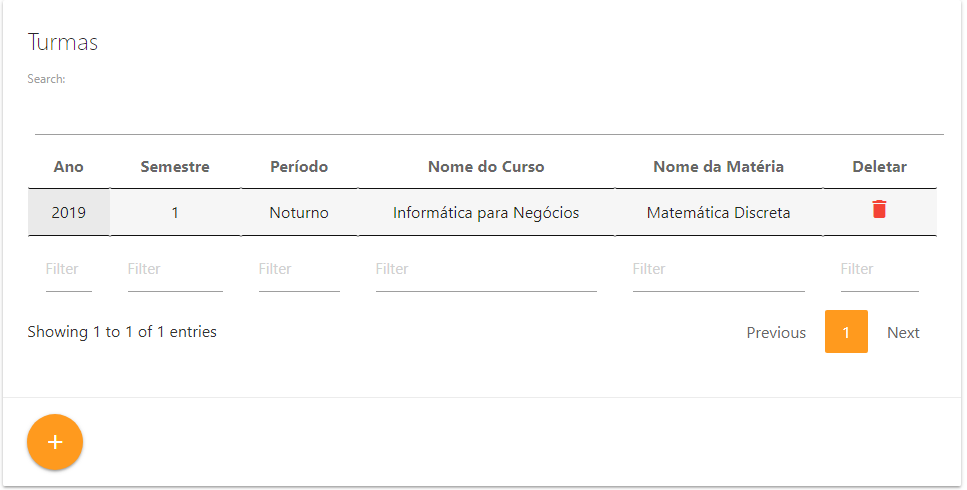 Turmas
Search:
Ano Semestre Período Nome do Curso Nome da Matéria Deletar
2019 1 Noturno Informática para Negócios Matemática Discreta
Filter Filter Filter Filter Filter Filter
Showing 1 to 1 of 1 entries Previous 1 Next
+